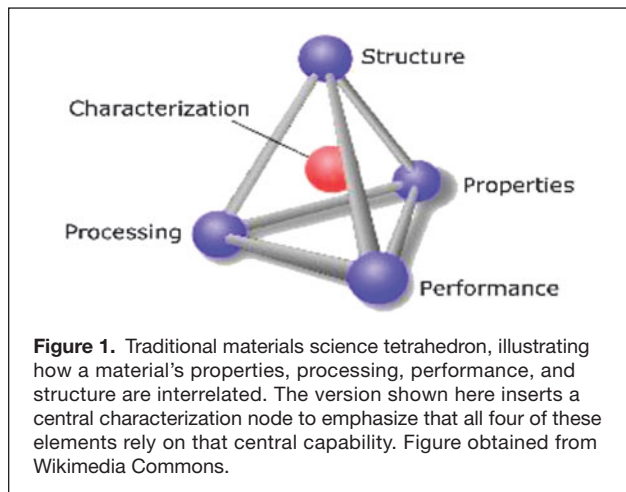 Structure
Characterization
Properties
Processing
Performance
Figure 1. Traditional materials science tetrahedron, illustrating
how a material's properties, processing, performance, and
structure are interrelated. The version shown here inserts a
central characterization node to emphasize that all four of these
elements rely on that central capability. Figure obtained from
Wikimedia Commons.